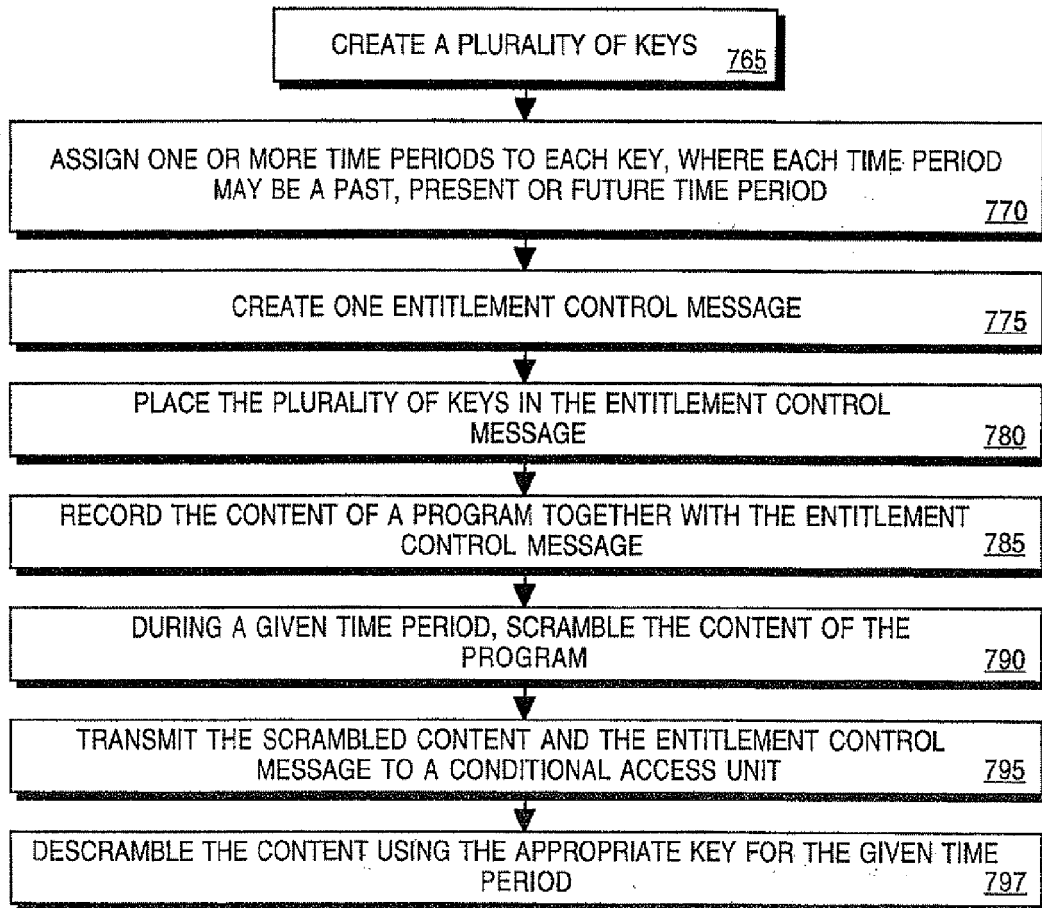 CREATE A PLURALITY OF KEYS
765
ASSIGN ONE OR MORE TIME PERIODS TO EACH KEY, WHERE EACH TIME PERIOD
MAY BE A PAST, PRESENT OR FUTURE TIME PERIOD
770
CREATE ONE ENTITLEMENT CONTROL MESSAGE
775
PLACE THE PLURALITY OF KEYS IN THE ENTITLEMENT CONTROL
MESSAGE
780
RECORD THE CONTENT OF A PROGRAM TOGETHER WITH THE ENTITLEMENT
CONTROL MESSAGE
785
DURING A GIVEN TIME PERIOD, SCRAMBLE THE CONTENT OF THE
PROGRAM
790
TRANSMIT THE SCRAMBLED CONTENT AND THE ENTITLEMENT CONTROL
MESSAGE TO A CONDITIONAL ACCESS UNIT
795
DESCRAMBLE THE CONTENT USING THE APPROPRIATE KEY FOR THE GIVEN TIME
PERIOD
797